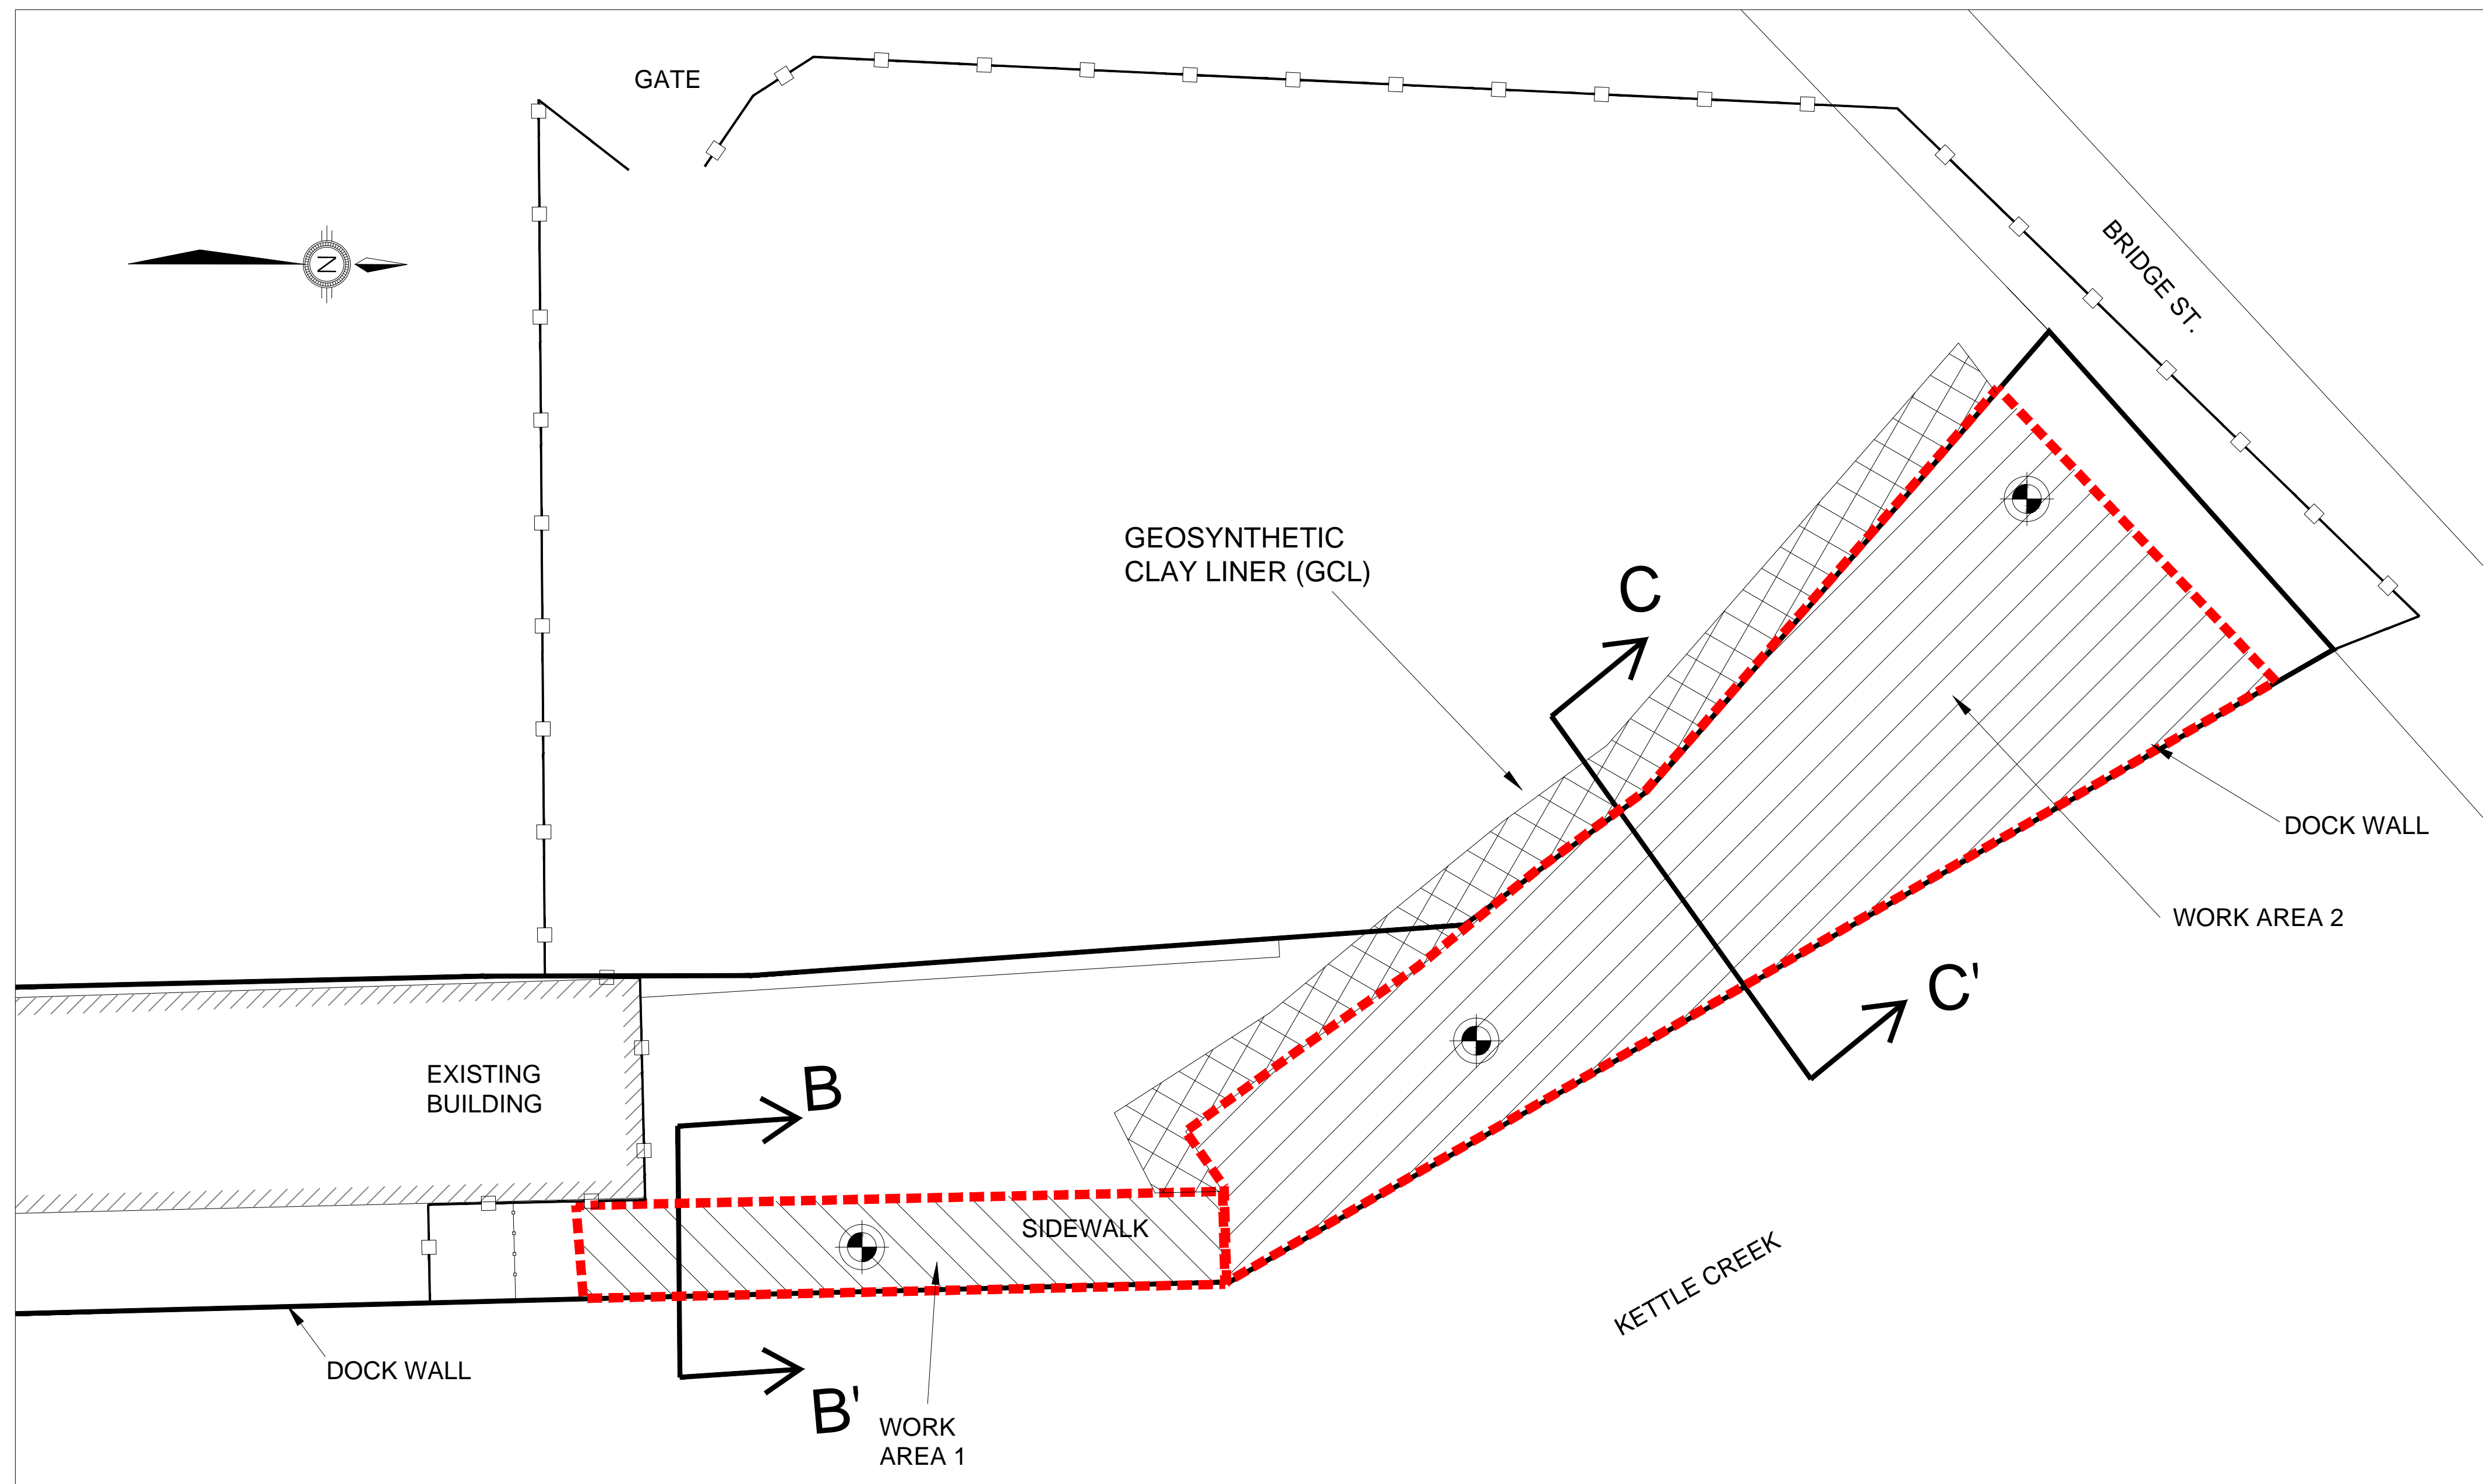 GATE
BRIDGE ST.
N
GEOSYNTHETIC
CLAY LINER (GCL)
C
DOCK WALL
WORK AREA 2
C'
EXISTING
BUILDING
B
SIDEWALK
KETTLE CREEK
DOCK WALL
B'
WORK
AREA 1